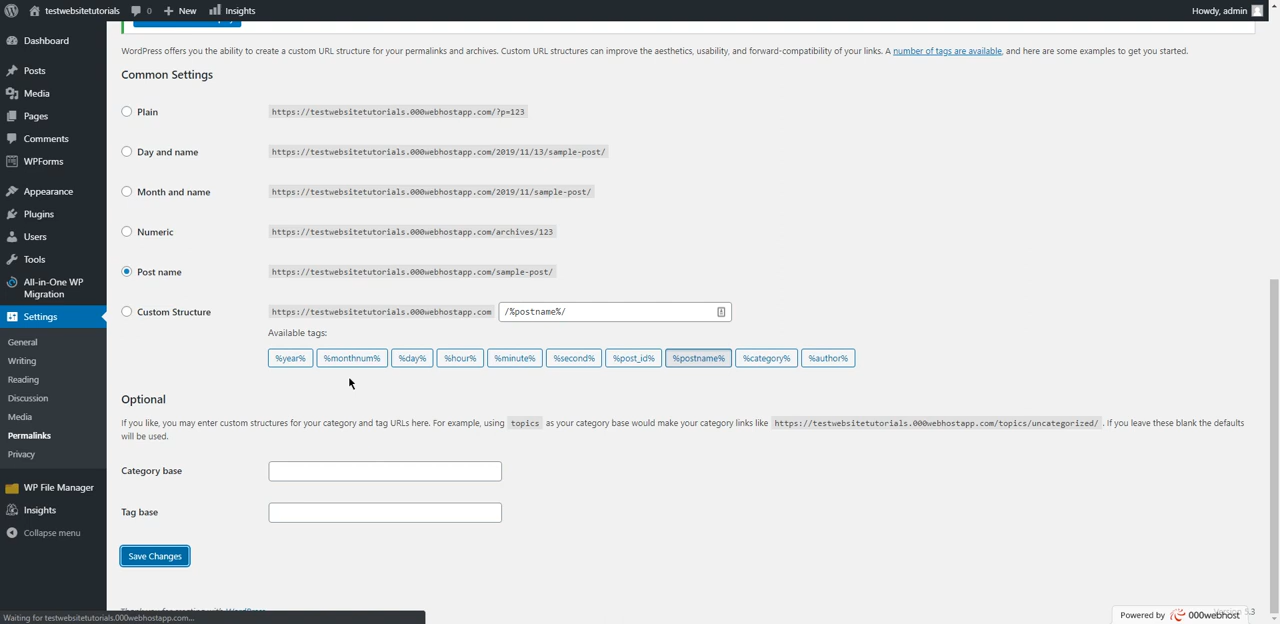 testwebsitetutorials 0 New Insights Howdy, admin
Dashboard
Posts
Media
Pages
Comments
WPForms
Appearance
Plugins
Users
Tools
All-in-One WP
Migration
Settings
General
Writing
Reading
Discussion
Media
Permalinks
Privacy
WP File Manager
Insights
Collapse menu
WordPress offers you the ability to create a custom URL structure for your permalinks and archives. Custom URL structures can improve the aesthetics, usability, and forward-compatibility of your links. A number of tags are available, and here are some examples to get you started.
Common Settings
Plain https://testwebsitetutorials.000webhostapp.com/?p=123
Day and name https://testwebsitetutorials.000webhostapp.com/2019/11/13/sample-post/
Month and name https://testwebsitetutorials.000webhostapp.com/2019/11/sample-post/
Numeric https://testwebsitetutorials.000webhostapp.com/archives/123
Post name https://testwebsitetutorials.000webhostapp.com/sample-post/
Custom Structure https://testwebsitetutorials.000webhostapp.com /%postname%/
Available tags:
%year% %monthnum% %day% %hour% %minute% %second% %post_id% %postname% %category% %author%
Optional
If you like, you may enter custom structures for your category and tag URLs here. For example, using topics as your category base would make your category links like https://testwebsitetutorials.000webhostapp.com/topics/uncategorized/ . If you leave these blank the defaults
will be used.
Category base
Tag base
Save Changes
Waiting for testwebsitetutorials.000webhostapp.com...
Powered by 000webhost